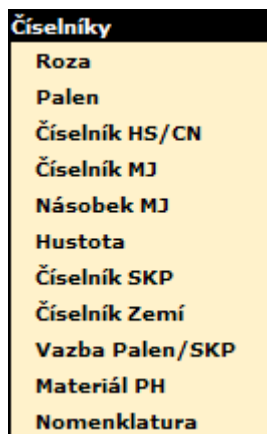 Číselníky
Roza
Palen
Číselník HS/CN
Číselník MJ
Násobek MJ
Hustota
Číselník SKP
Číselník Zemí
Vazba Palen/SKP
Materiál PH
Nomenklatura